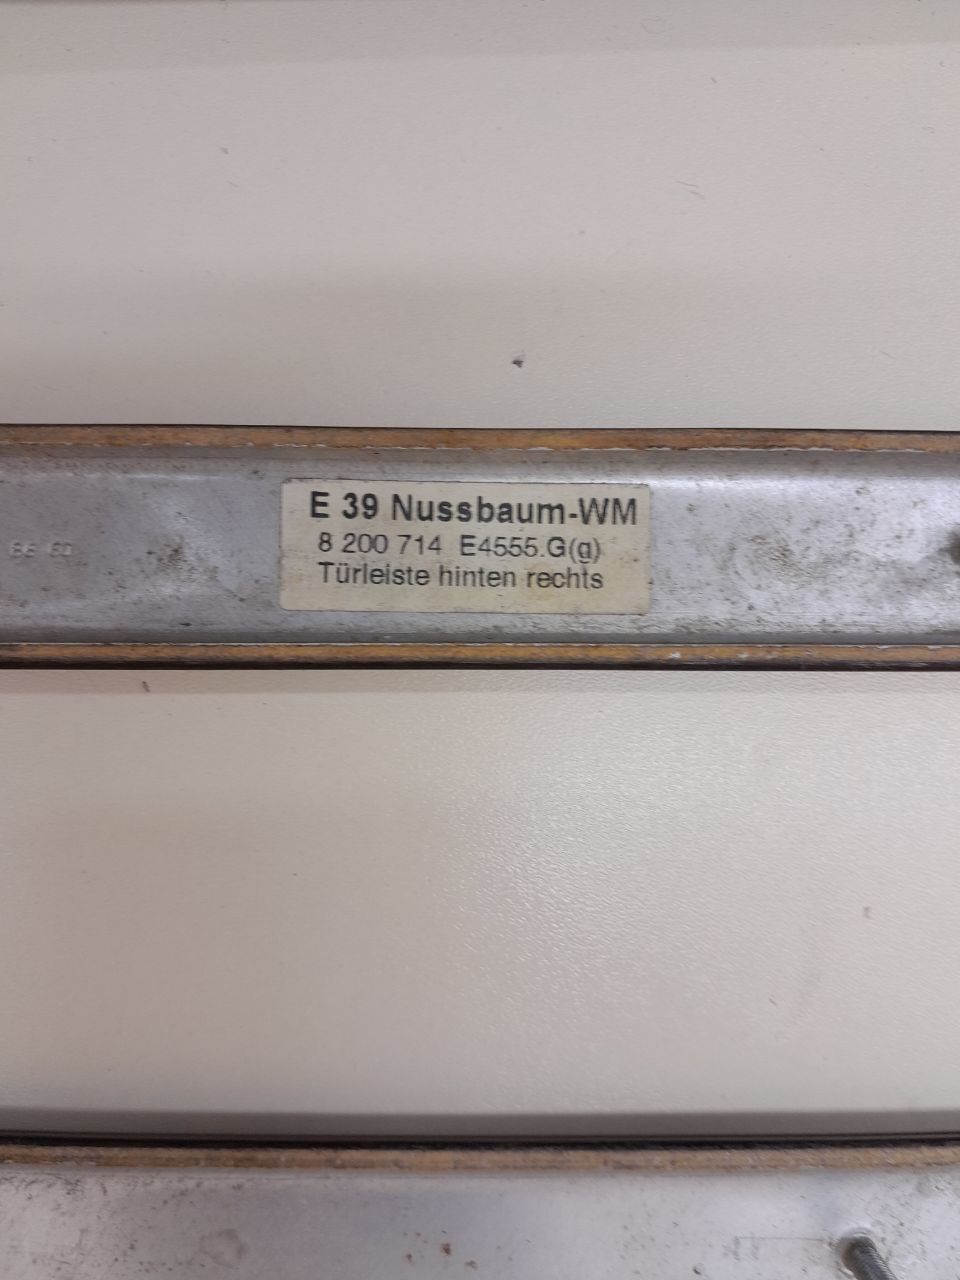 E 39 Nussbaum-WM
8 200 714 E4555.G(g)
Türleiste hinten rechts